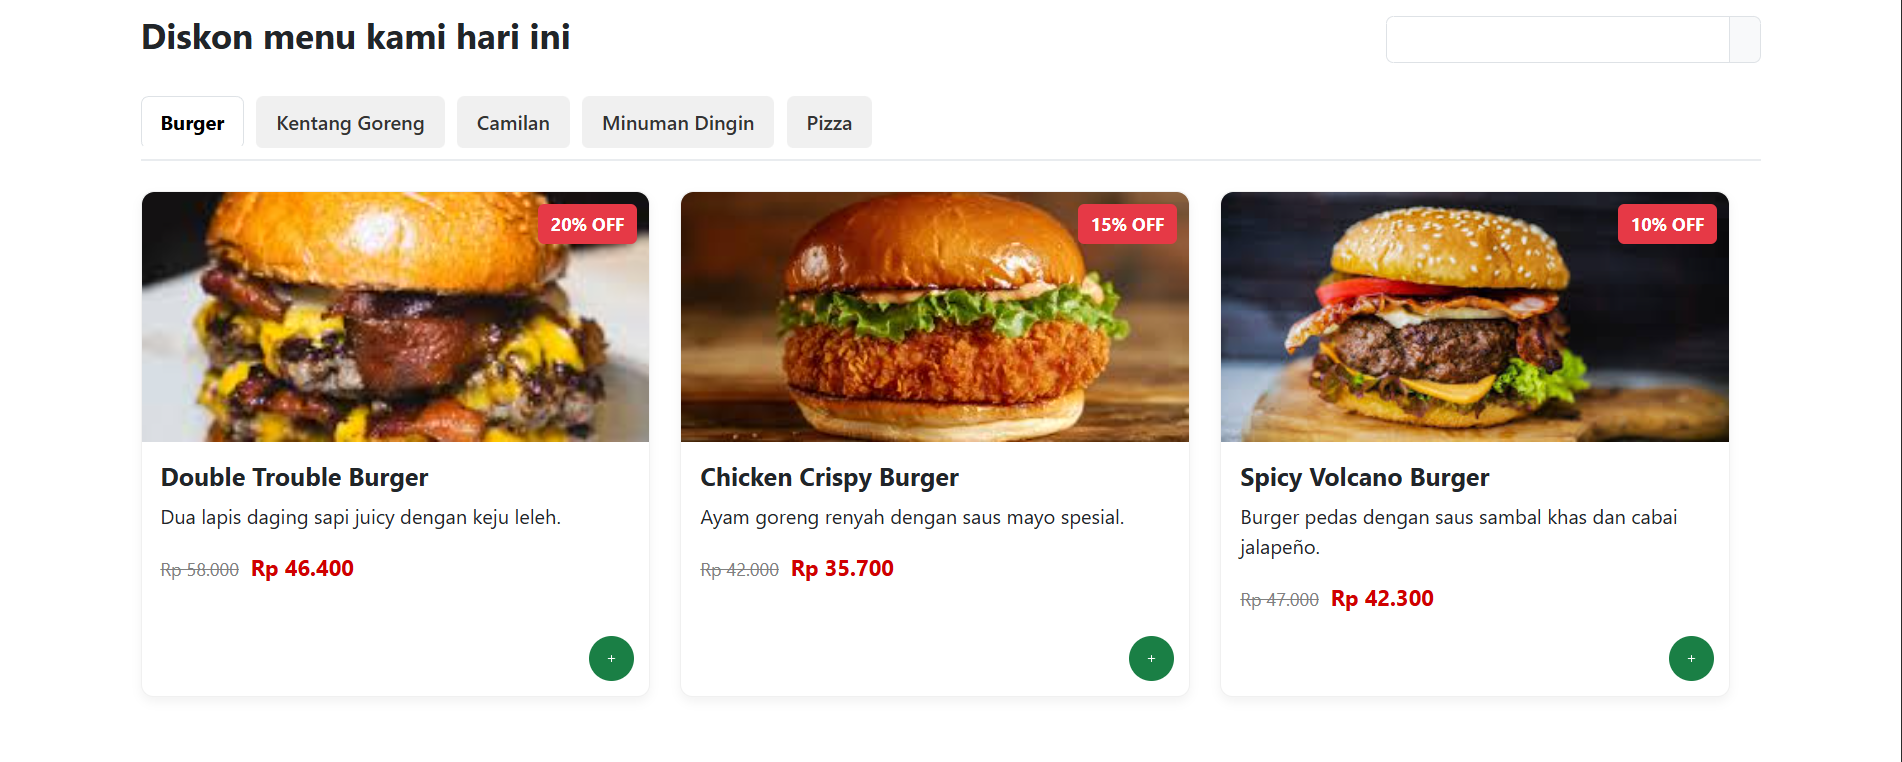 Diskon menu kami hari ini
Burger
Kentang Goreng
Camilan
Minuman Dingin
Pizza
20% OFF
15% OFF
10% OFF
Double Trouble Burger
Dua lapis daging sapi juicy dengan keju leleh.
Rp 58.000 Rp 46.400
+
Chicken Crispy Burger
Ayam goreng renyah dengan saus mayo spesial.
Rp 42.000 Rp 35.700
+
Spicy Volcano Burger
Burger pedas dengan saus sambal khas dan cabai
jalapeño.
Rp 47.000 Rp 42.300
+